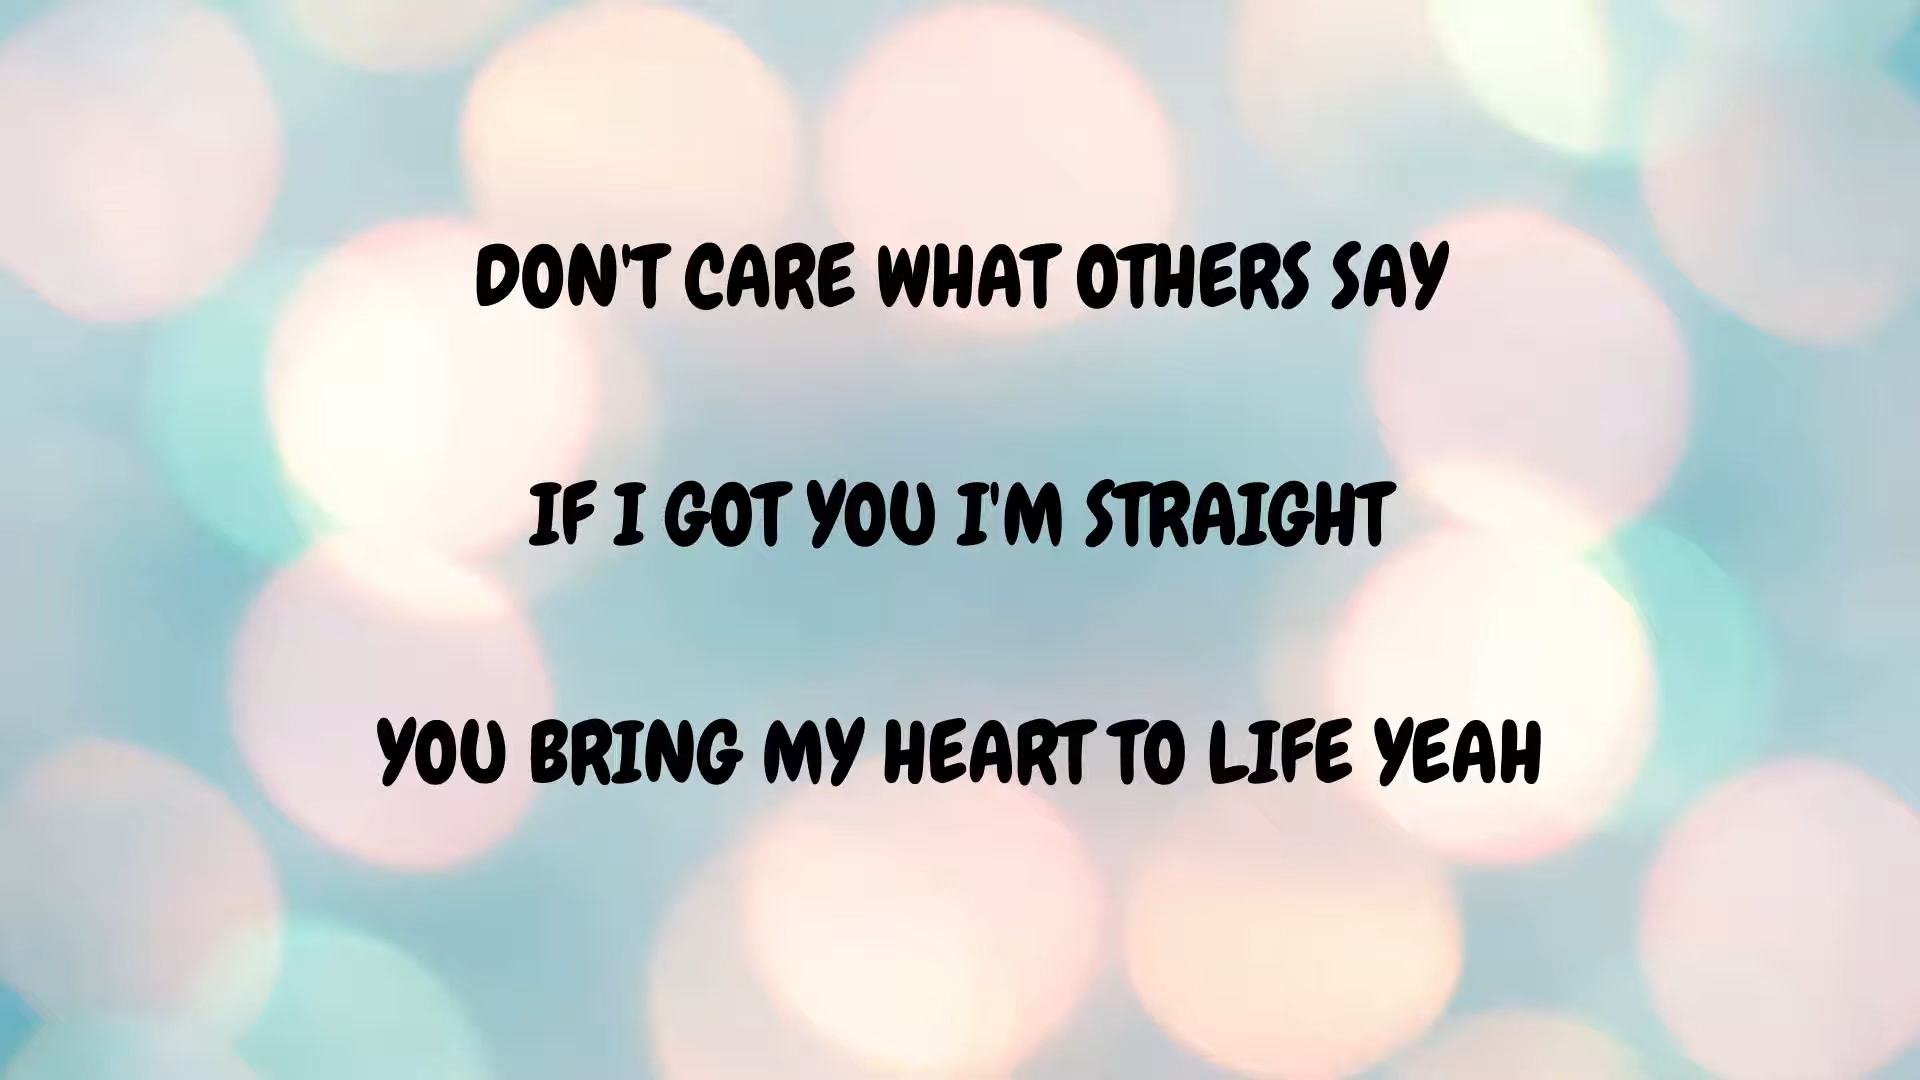 DON'T CARE WHAT OTHERS SAY
IF I GOT YOU I'M STRAIGHT
YOU BRING MY HEART TO LIFE YEAH